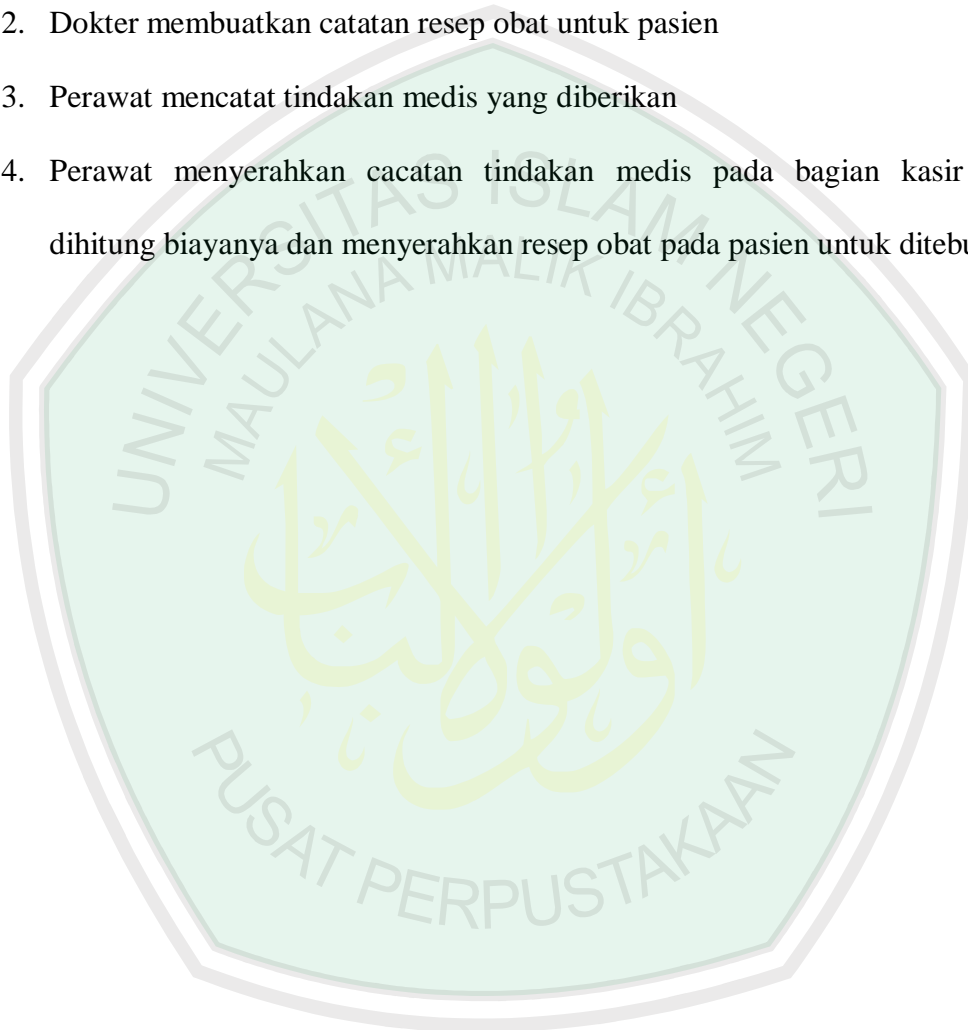 2. Dokter membuatkan catatan resep obat untuk pasien
3. Perawat mencatat tindakan medis yang diberikan
4. Perawat menyerahkan cacatan tindakan medis pada bagian kasir
dihitung biayanya dan menyerahkan resep obat pada pasien untuk
UNIVERSITAS ISLAM NEGERI
MAULANA MALIK IBRAHIM
أولوا الألباب
PUSAT PERPUSTAKAAN